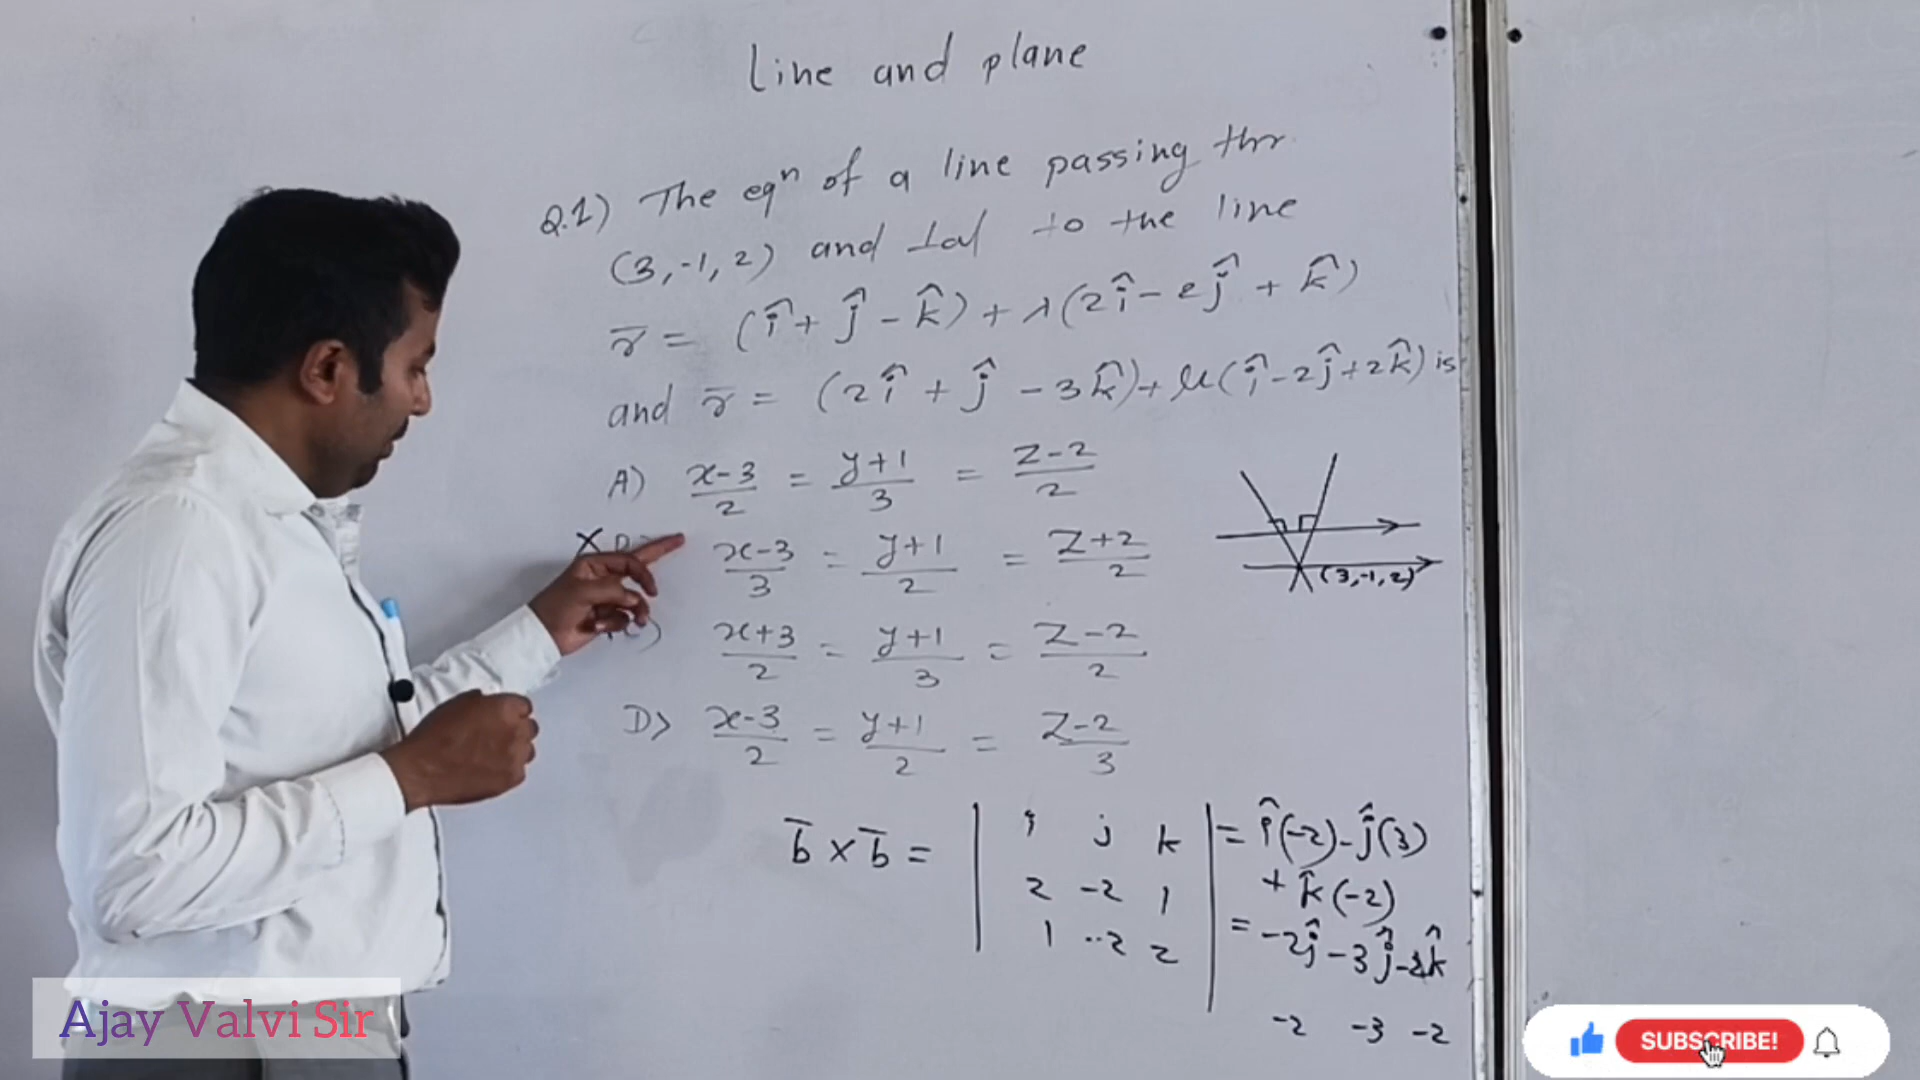 Line and plane
Q.1) The eqⁿ of a line passing thr
(3,-1,2) and ⊥al to the line
r̄ = (î + ĵ - k̂) + λ(2î - 2ĵ + k̂)
and r̄ = (2î + ĵ - 3k̂) + μ(î - 2ĵ + 2k̂) is
A) x-3/2 = y+1/3 = z-2/2
x-3/3 = y+1/2 = z+2/2
x+3/2 = y+1/3 = z-2/2
D) x-3/2 = y+1/2 = z-2/3
(3,-1,2)
b̄ × b̄ = | i j k | = î(-2) - ĵ(3)
2 -2 1 + k̂(-2)
1 -2 2 = -2ĵ - 3ĵ - 2k̂
-2 -3 -2
Ajay Valvi Sir
SUBSCRIBE!